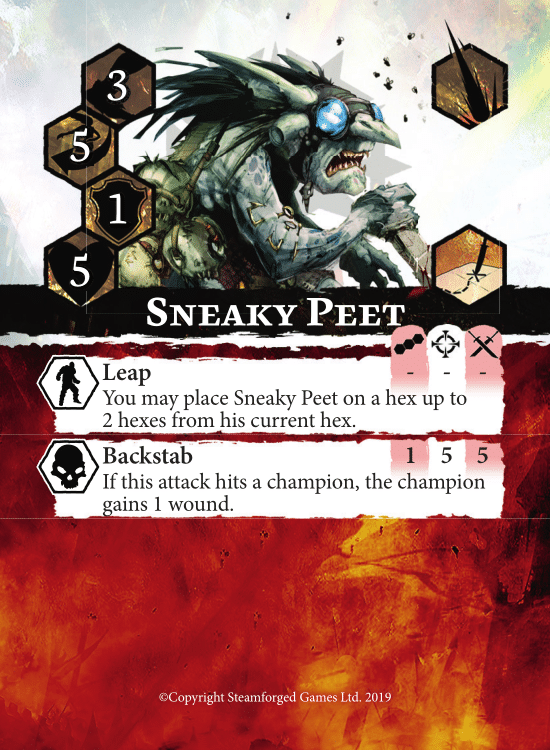 3
5
1
5
Sneaky Peet
Leap - - -
You may place Sneaky Peet on a hex up to
2 hexes from his current hex.
Backstab 1 5 5
If this attack hits a champion, the champion
gains 1 wound.
©Copyright Steamforged Games Ltd. 2019